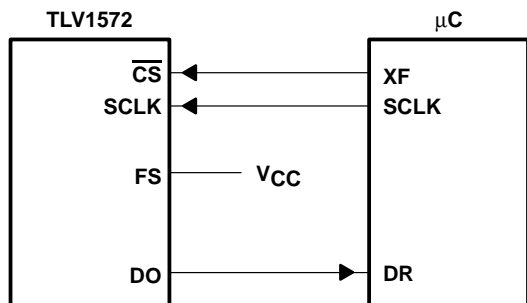 TLV1572 μC
CS XF
SCLK SCLK
FS VCC
DO DR